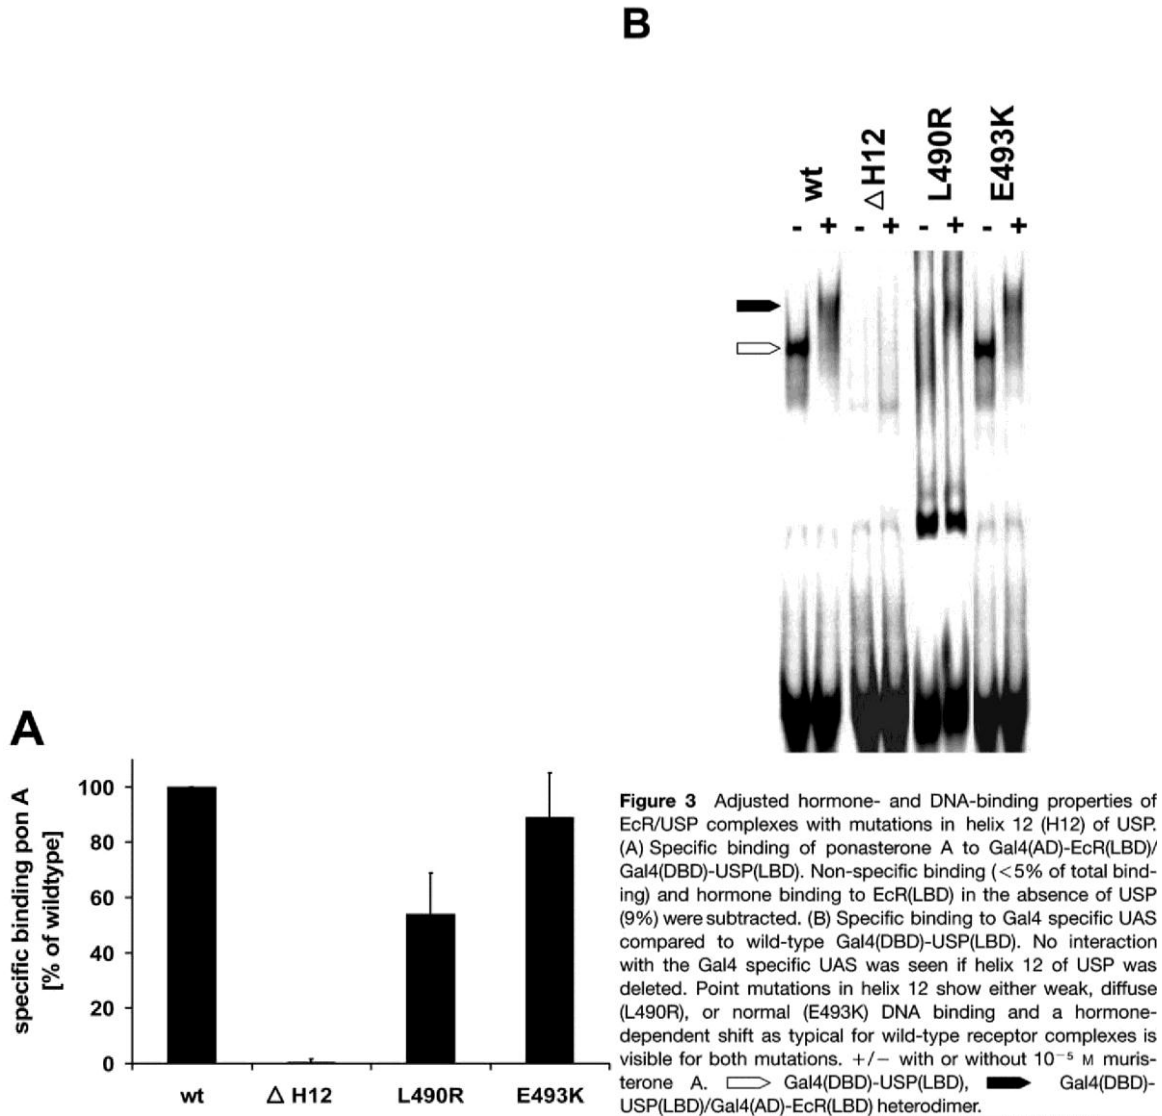 B
wt
△H12
L490R
E493K
- + - + - + - +
A
specific binding pon A
[% of wildtype]
100
80
60
40
20
0
wt
△ H12
L490R
E493K
Figure 3 Adjusted hormone- and DNA-binding properties of
EcR/USP complexes with mutations in helix 12 (H12) of USP.
(A) Specific binding of ponasterone A to Gal4(AD)-EcR(LBD)/
Gal4(DBD)-USP(LBD). Non-specific binding (<5% of total bind-
ing) and hormone binding to EcR(LBD) in the absence of USP
(9%) were subtracted. (B) Specific binding to Gal4 specific UAS
compared to wild-type Gal4(DBD)-USP(LBD). No interaction
with the Gal4 specific UAS was seen if helix 12 of USP was
deleted. Point mutations in helix 12 show either weak, diffuse
(L490R), or normal (E493K) DNA binding and a hormone-
dependent shift as typical for wild-type receptor complexes is
visible for both mutations. +/− with or without 10⁻⁵ M muris-
terone A. Gal4(DBD)-USP(LBD), Gal4(DBD)-
USP(LBD)/Gal4(AD)-EcR(LBD) heterodimer.